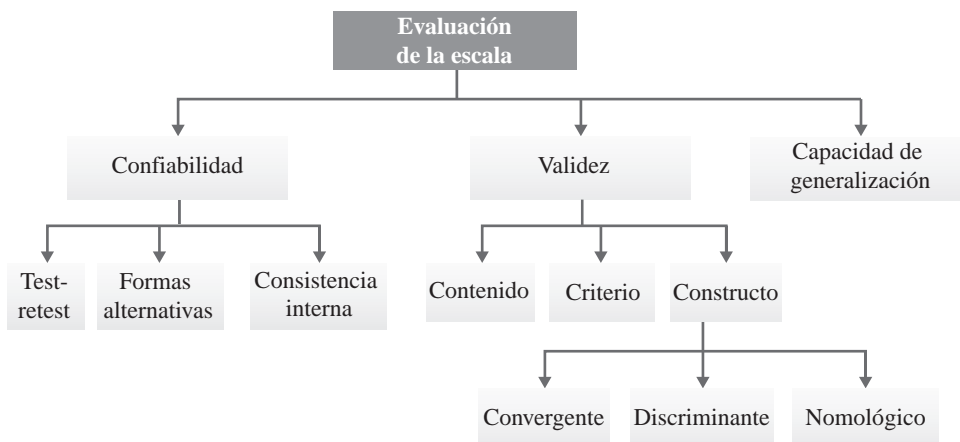 Evaluación
de la escala
Confiabilidad
Validez
Capacidad de
generalización
Test-
retest
Formas
alternativas
Consistencia
interna
Contenido
Criterio
Constructo
Convergente
Discriminante
Nomológico